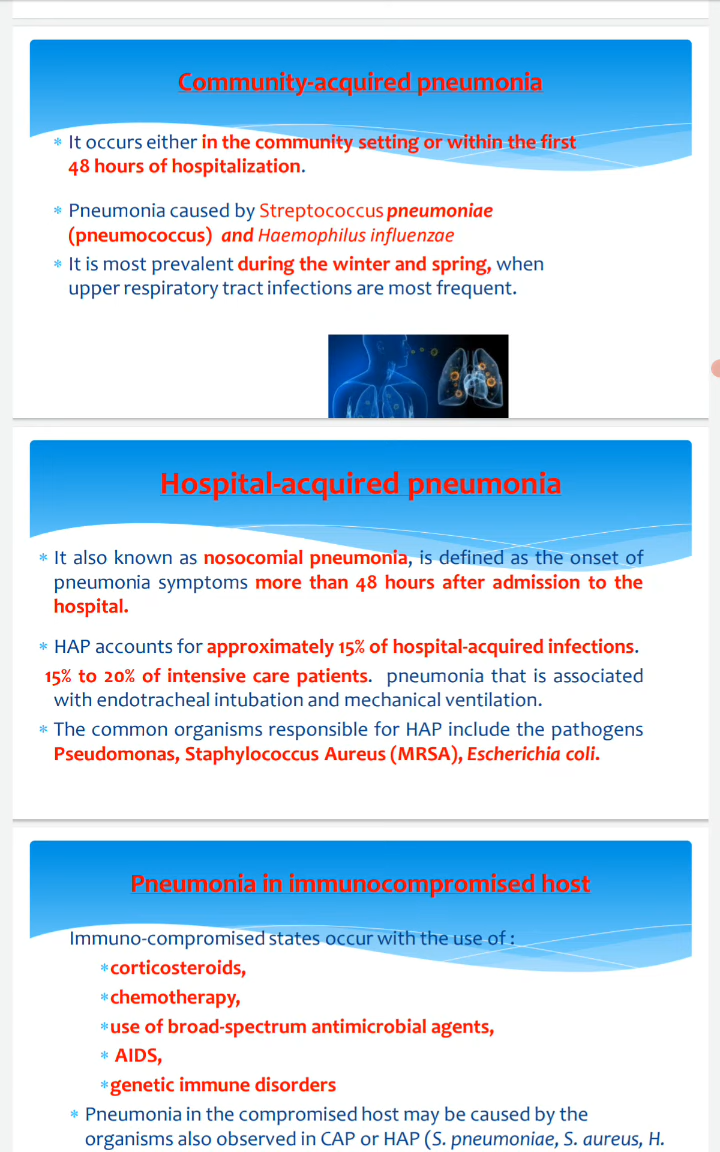 Community-acquired pneumonia
* It occurs either in the community setting or within the first
48 hours of hospitalization.
* Pneumonia caused by Streptococcus pneumoniae
(pneumococcus) and Haemophilus influenzae
* It is most prevalent during the winter and spring, when
upper respiratory tract infections are most frequent.
Hospital-acquired pneumonia
* It also known as nosocomial pneumonia, is defined as the onset of
pneumonia symptoms more than 48 hours after admission to the
hospital.
* HAP accounts for approximately 15% of hospital-acquired infections.
15% to 20% of intensive care patients. pneumonia that is associated
with endotracheal intubation and mechanical ventilation.
* The common organisms responsible for HAP include the pathogens
Pseudomonas, Staphylococcus Aureus (MRSA), Escherichia coli.
Pneumonia in immunocompromised host
Immuno-compromised states occur with the use of :
* corticosteroids,
* chemotherapy,
* use of broad-spectrum antimicrobial agents,
* AIDS,
* genetic immune disorders
* Pneumonia in the compromised host may be caused by the
organisms also observed in CAP or HAP (S. pneumoniae, S. aureus, H.